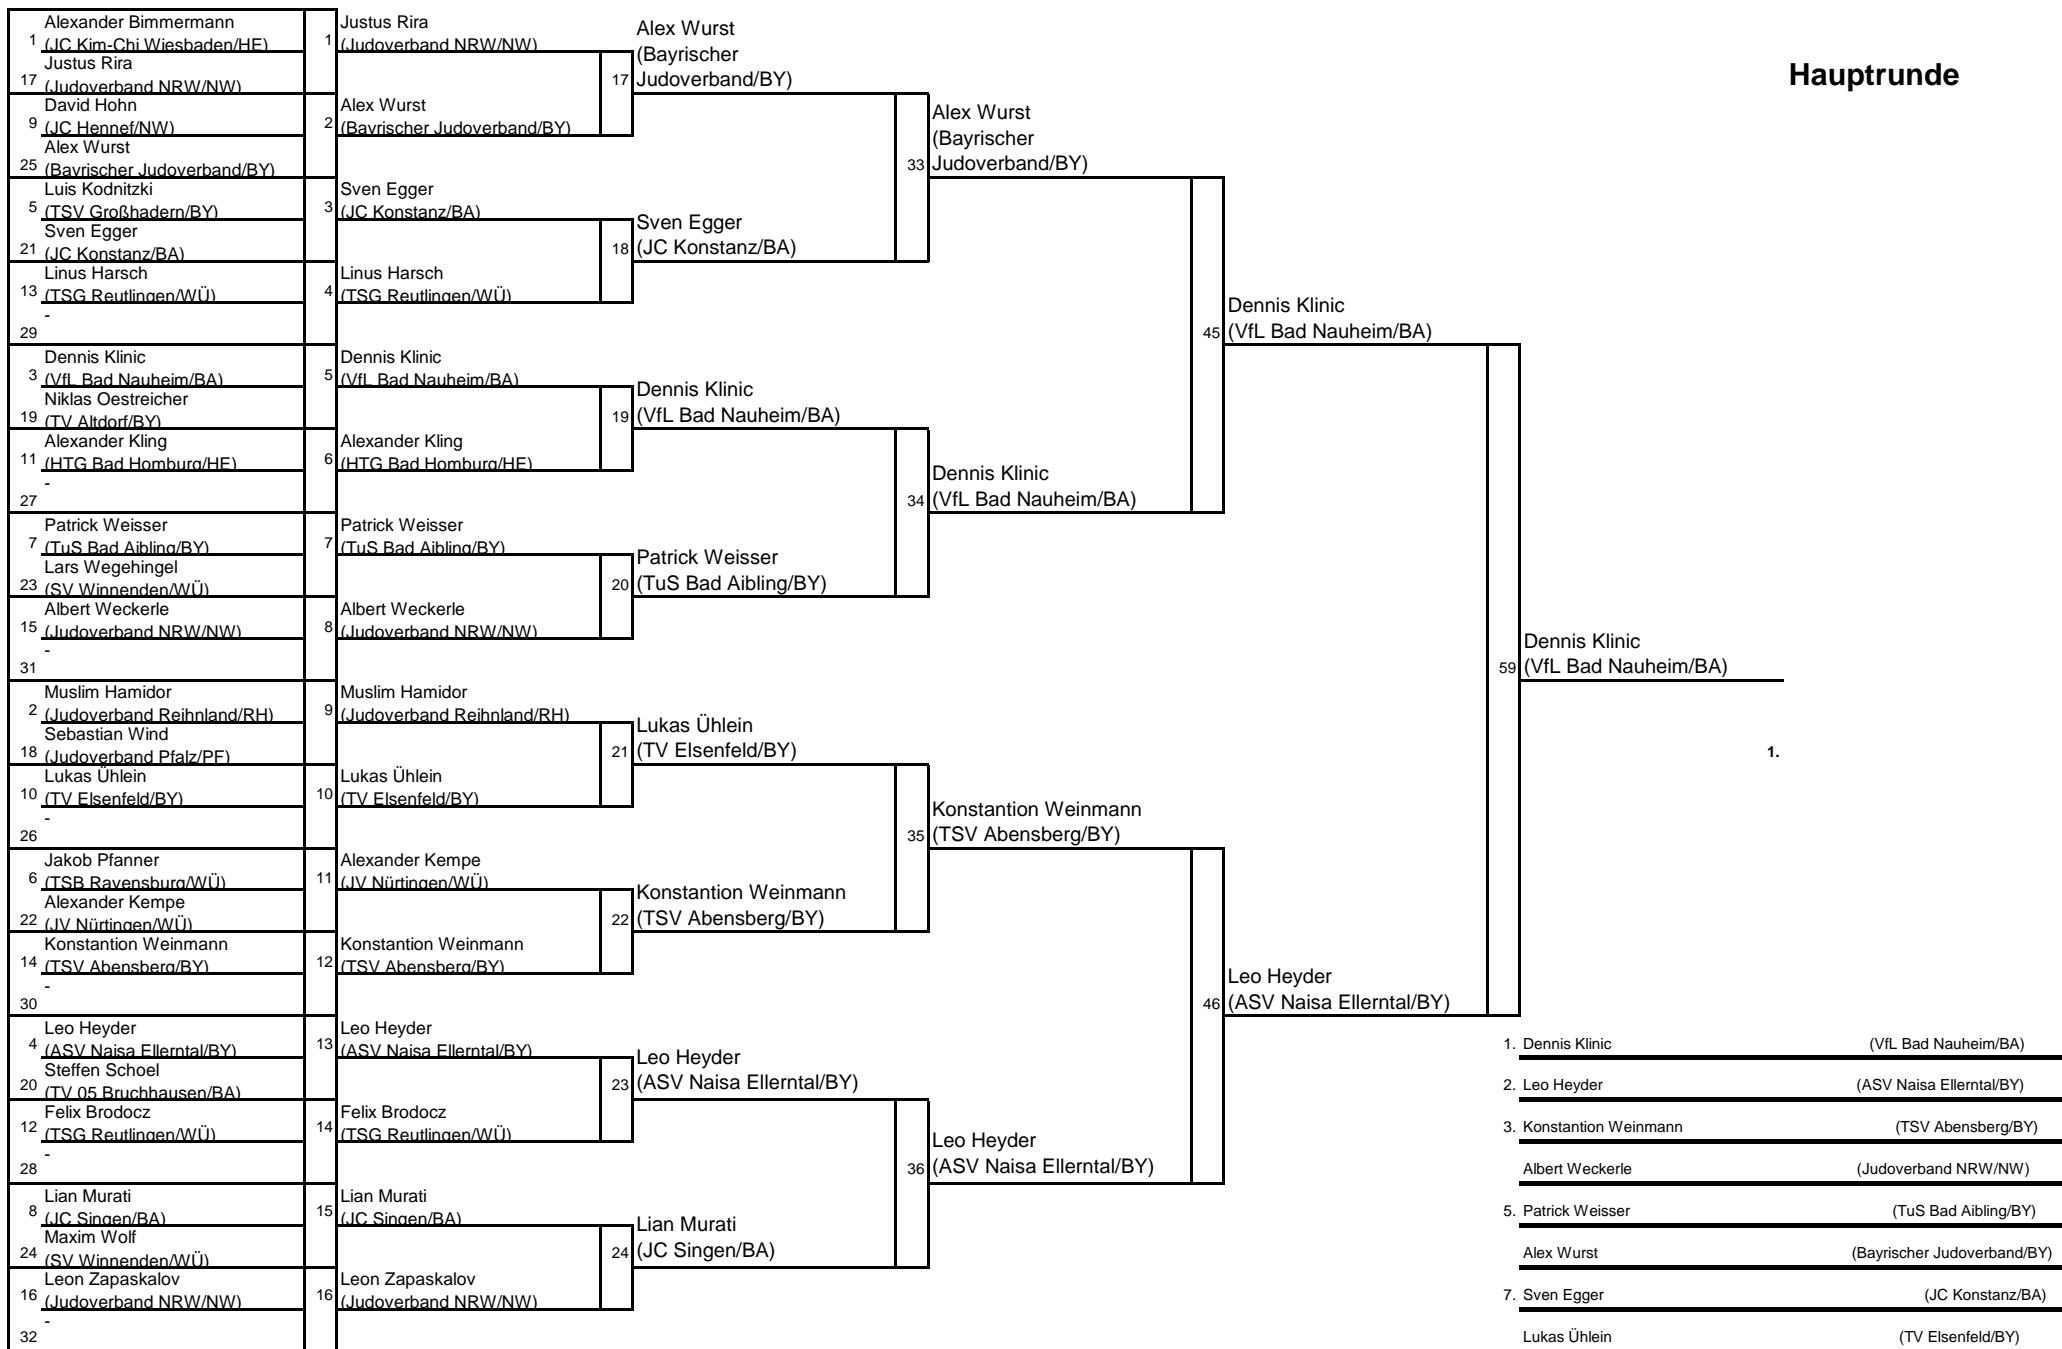 Hauptrunde
1 Alexander Bimmermann
(JC Kim-Chi Wiesbaden/HE)
17 Justus Rira
(Judoverband NRW/NW)
9 David Hohn
(JC Hennef/NW)
25 Alex Wurst
(Bayrischer Judoverband/BY)
5 Luis Kodnitzki
(TSV Großhadern/BY)
21 Sven Egger
(JC Konstanz/BA)
13 Linus Harsch
(TSG Reutlingen/WÜ)
29 -
3 Dennis Klinic
(VfL Bad Nauheim/BA)
19 Niklas Oestreicher
(TV Altdorf/BY)
11 Alexander Kling
(HTG Bad Homburg/HE)
27 -
7 Patrick Weisser
(TuS Bad Aibling/BY)
23 Lars Wegehingel
(SV Winnenden/WÜ)
15 Albert Weckerle
(Judoverband NRW/NW)
31 -
2 Muslim Hamidor
(Judoverband Reihnland/RH)
18 Sebastian Wind
(Judoverband Pfalz/PF)
10 Lukas Ühlein
(TV Elsenfeld/BY)
26 -
6 Jakob Pfanner
(TSB Ravensburg/WÜ)
22 Alexander Kempe
(JV Nürtingen/WÜ)
14 Konstantion Weinmann
(TSV Abensberg/BY)
30 -
4 Leo Heyder
(ASV Naisa Ellerntal/BY)
20 Steffen Schoel
(TV 05 Bruchhausen/BA)
12 Felix Brodocz
(TSG Reutlingen/WÜ)
28 -
8 Lian Murati
(JC Singen/BA)
24 Maxim Wolf
(SV Winnenden/WÜ)
16 Leon Zapaskalov
(Judoverband NRW/NW)
32 -
1 Justus Rira
(Judoverband NRW/NW)
2 Alex Wurst
(Bayrischer Judoverband/BY)
3 Sven Egger
(JC Konstanz/BA)
4 Linus Harsch
(TSG Reutlingen/WÜ)
5 Dennis Klinic
(VfL Bad Nauheim/BA)
6 Alexander Kling
(HTG Bad Homburg/HE)
7 Patrick Weisser
(TuS Bad Aibling/BY)
8 Albert Weckerle
(Judoverband NRW/NW)
9 Muslim Hamidor
(Judoverband Reihnland/RH)
10 Lukas Ühlein
(TV Elsenfeld/BY)
11 Alexander Kempe
(JV Nürtingen/WÜ)
12 Konstantion Weinmann
(TSV Abensberg/BY)
13 Leo Heyder
(ASV Naisa Ellerntal/BY)
14 Felix Brodocz
(TSG Reutlingen/WÜ)
15 Lian Murati
(JC Singen/BA)
16 Leon Zapaskalov
(Judoverband NRW/NW)
Alex Wurst
(Bayrischer
17 Judoverband/BY)
Sven Egger
18 (JC Konstanz/BA)
Dennis Klinic
19 (VfL Bad Nauheim/BA)
Patrick Weisser
20 (TuS Bad Aibling/BY)
Lukas Ühlein
21 (TV Elsenfeld/BY)
Konstantion Weinmann
22 (TSV Abensberg/BY)
Leo Heyder
23 (ASV Naisa Ellerntal/BY)
Lian Murati
24 (JC Singen/BA)
Alex Wurst
(Bayrischer
33 Judoverband/BY)
Dennis Klinic
34 (VfL Bad Nauheim/BA)
Konstantion Weinmann
35 (TSV Abensberg/BY)
Leo Heyder
36 (ASV Naisa Ellerntal/BY)
Dennis Klinic
45 (VfL Bad Nauheim/BA)
Leo Heyder
46 (ASV Naisa Ellerntal/BY)
Dennis Klinic
59 (VfL Bad Nauheim/BA)
1.
1. Dennis Klinic (VfL Bad Nauheim/BA)
2. Leo Heyder (ASV Naisa Ellerntal/BY)
3. Konstantion Weinmann (TSV Abensberg/BY)
Albert Weckerle (Judoverband NRW/NW)
5. Patrick Weisser (TuS Bad Aibling/BY)
Alex Wurst (Bayrischer Judoverband/BY)
7. Sven Egger (JC Konstanz/BA)
Lukas Ühlein (TV Elsenfeld/BY)